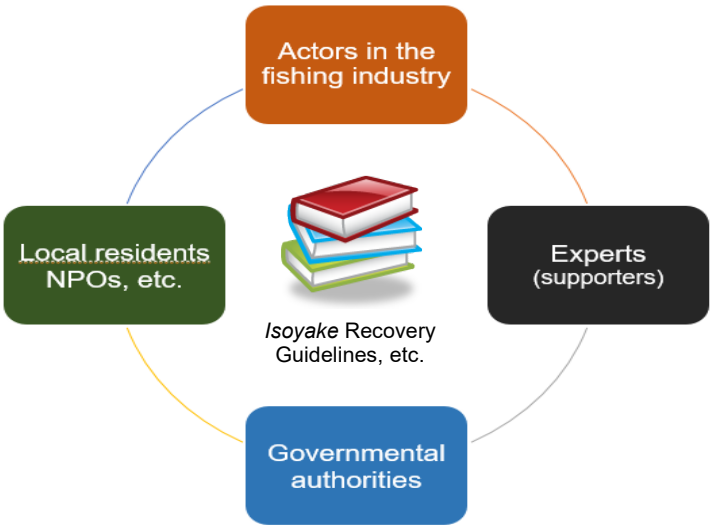 Actors in the
fishing industry
Local residents
NPOs, etc.
Experts
(supporters)
Isoyake Recovery
Guidelines, etc.
Governmental
authorities